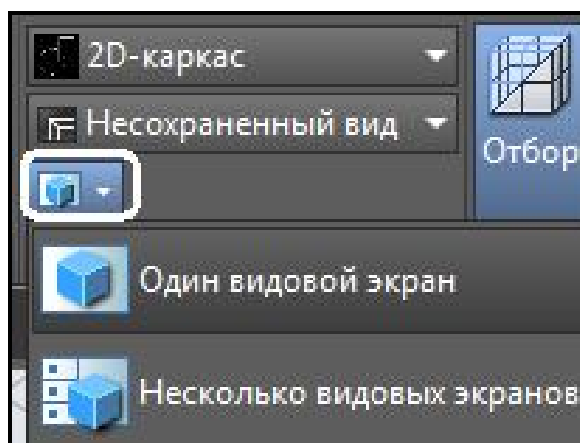 2D-каркас
Несохраненный вид
Отбор
Один видовой экран
Несколько видовых экранов